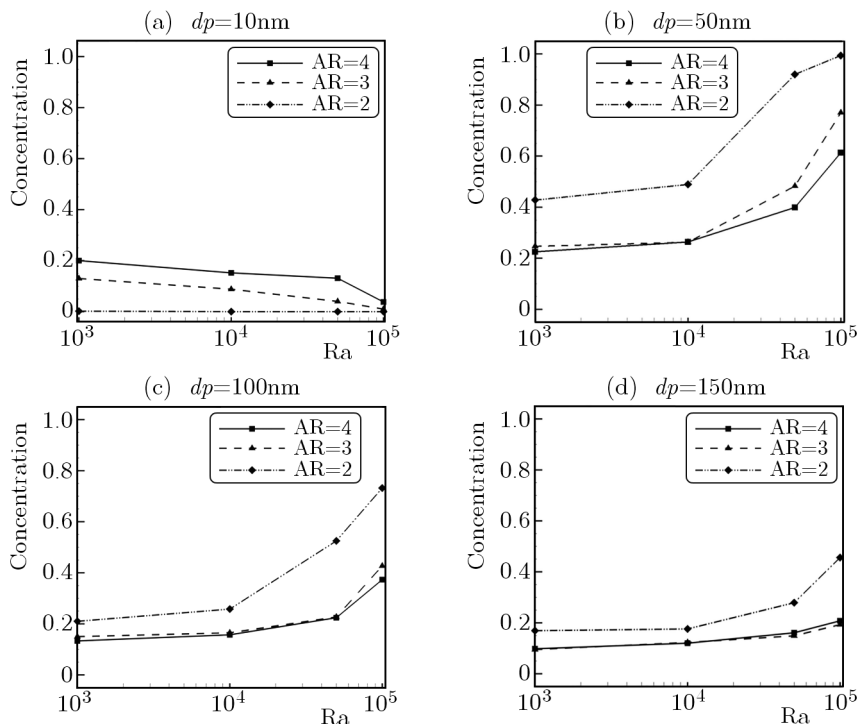 (a) dp=10nm
Concentration
1.0
0.8
0.6
0.4
0.2
0
AR=4
AR=3
AR=2
10³
10⁴
10⁵
Ra
(b) dp=50nm
Concentration
1.0
0.8
0.6
0.4
0.2
0
AR=4
AR=3
AR=2
10³
10⁴
10⁵
Ra
(c) dp=100nm
Concentration
1.0
0.8
0.6
0.4
0.2
0
AR=4
AR=3
AR=2
10³
10⁴
10⁵
Ra
(d) dp=150nm
Concentration
1.0
0.8
0.6
0.4
0.2
0
AR=4
AR=3
AR=2
10³
10⁴
10⁵
Ra